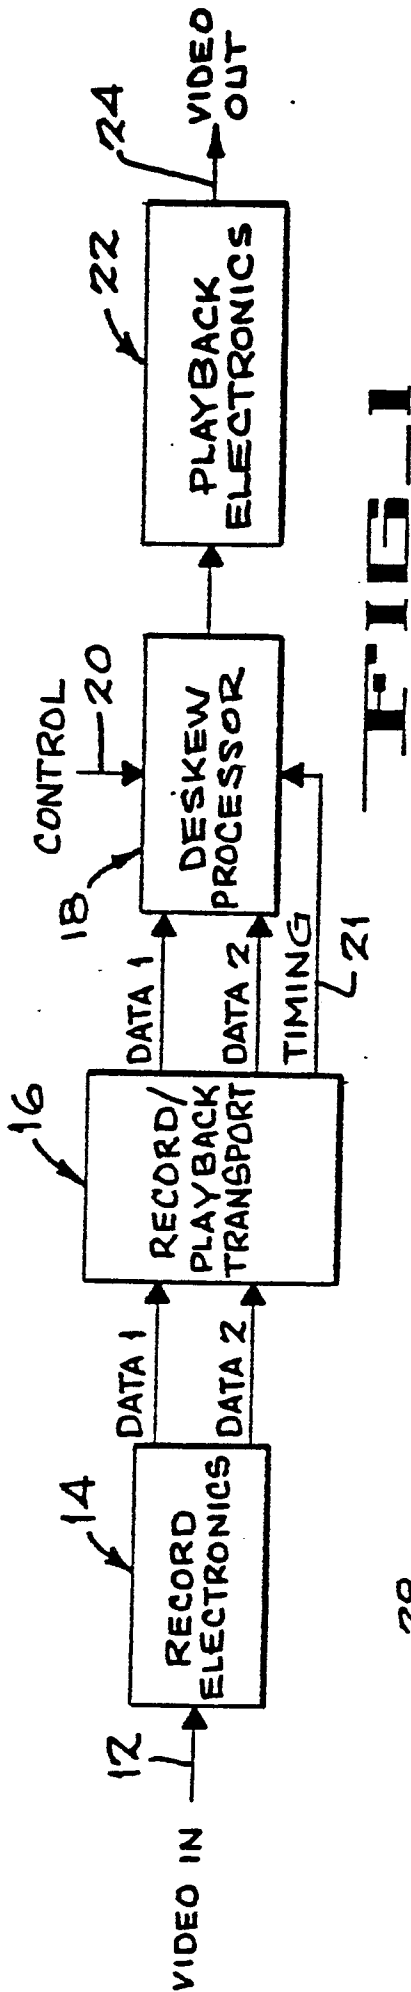 VIDEO IN
12
14
RECORD
ELECTRONICS
DATA 1
DATA 2
16
RECORD/
PLAYBACK
TRANSPORT
DATA 1
DATA 2
TIMING
21
18
CONTROL
20
DESKEW
PROCESSOR
22
PLAYBACK
ELECTRONICS
24
VIDEO
OUT
FIG_1